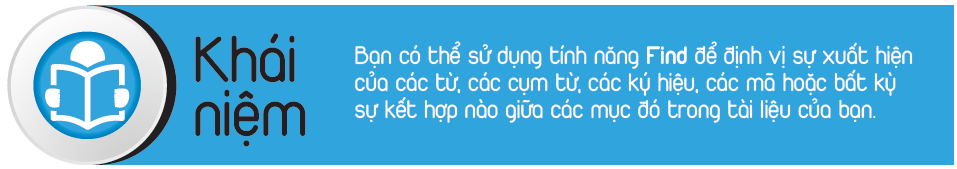 Khái
niệm
Bạn có thể sử dụng tính năng Find để định vị sự xuất hiện
của các từ, các cụm từ, các ký hiệu, các mã hoặc bất kỳ
sự kết hợp nào giữa các mục đó trong tài liệu của bạn.